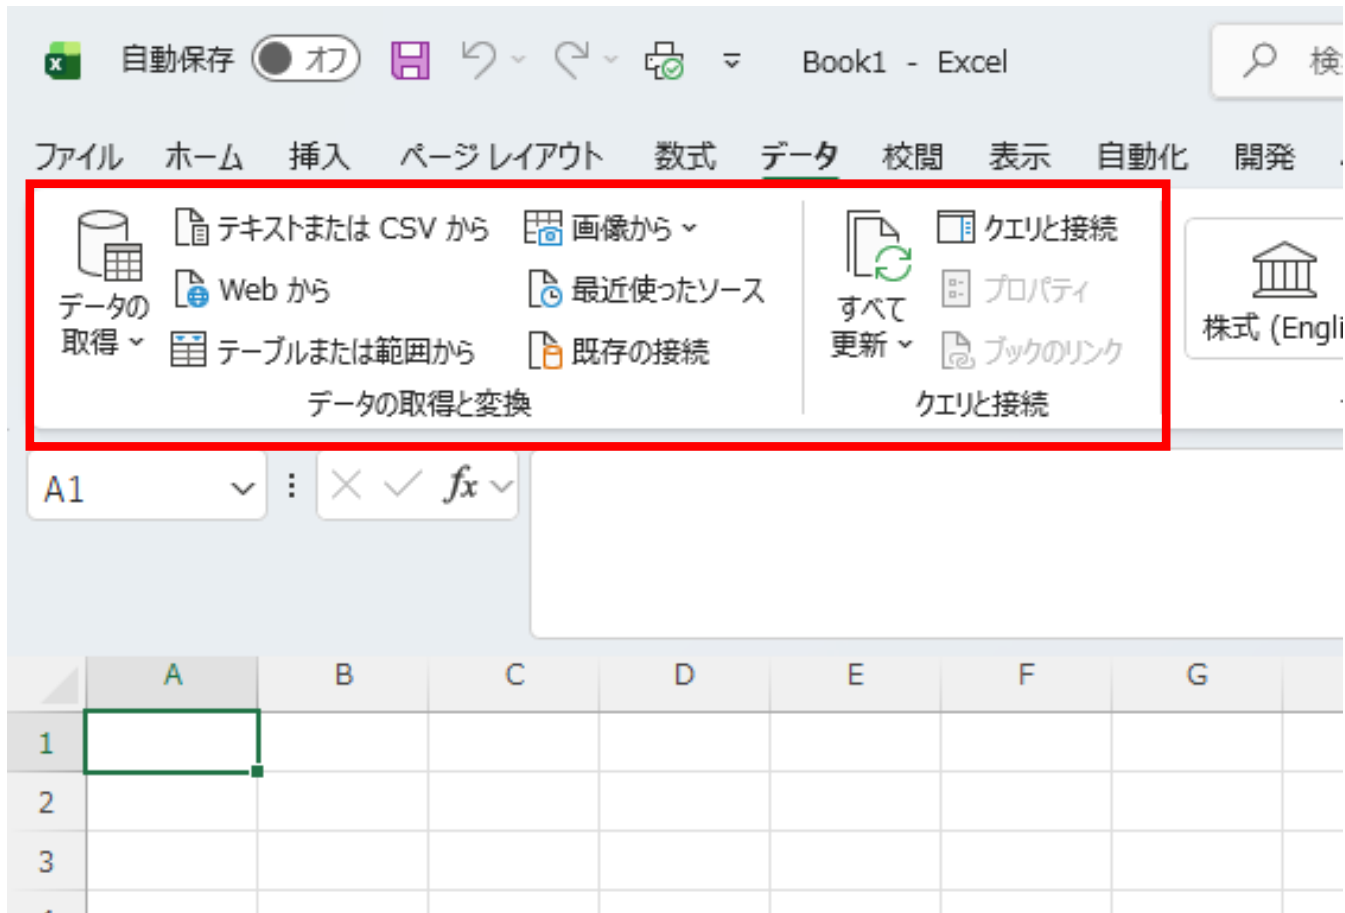 自動保存 オフ Book1 - Excel 検
ファイル ホーム 挿入 ページ レイアウト 数式 データ 校閲 表示 自動化 開発
データの取得
テキストまたは CSV から
Web から
テーブルまたは範囲から
画像から
最近使ったソース
既存の接続
データの取得と変換
すべて更新
クエリと接続
プロパティ
ブックのリンク
クエリと接続
株式 (Engli
A1 fx
A B C D E F G
1
2
3